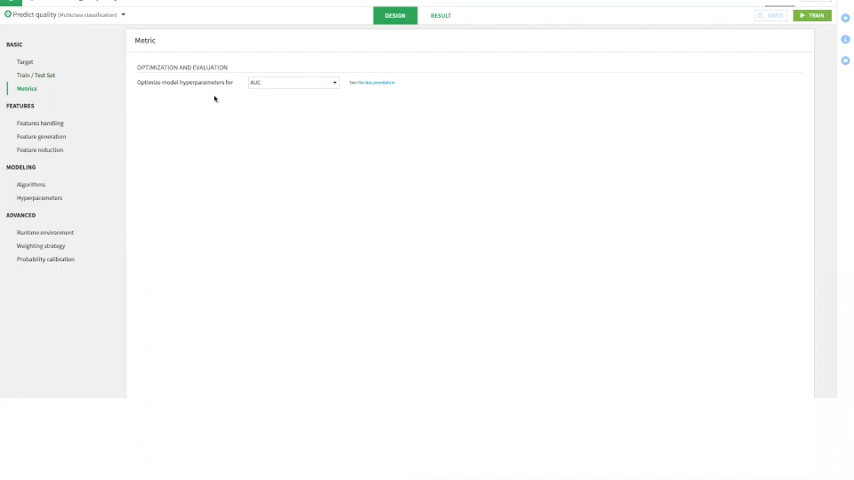 Predict quality (Multiclass classification)
DESIGN
RESULT
SAVED
TRAIN
BASIC
Target
Train / Test Set
Metrics
FEATURES
Features handling
Feature generation
Feature reduction
MODELING
Algorithms
Hyperparameters
ADVANCED
Runtime environment
Weighting strategy
Probability calibration
Metric
OPTIMIZATION AND EVALUATION
Optimize model hyperparameters for
AUC
See the documentation